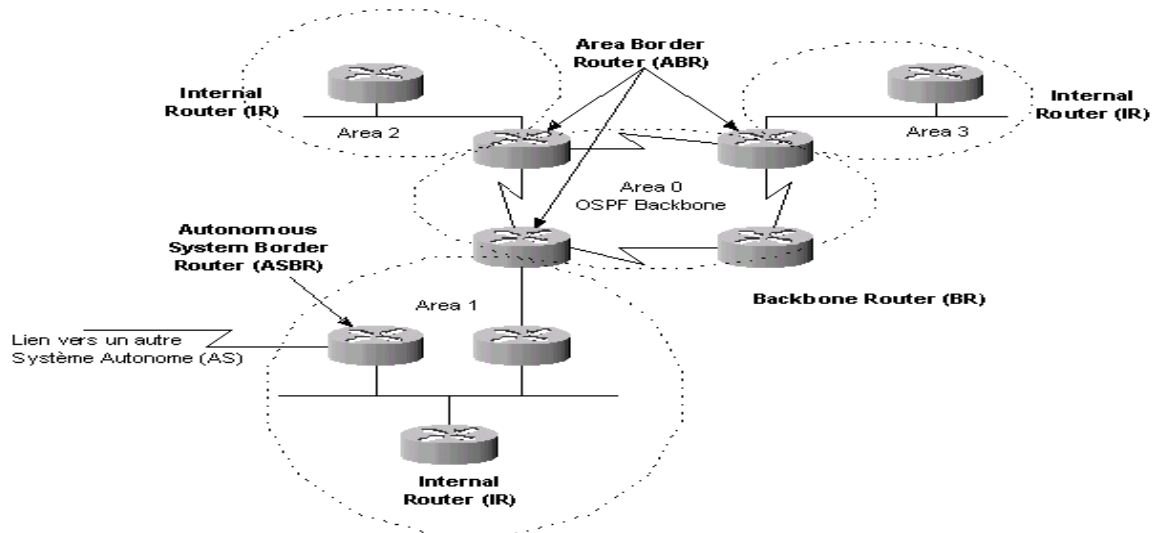 Area Border
Router (ABR)
Internal
Router (IR)
Area 2
Internal
Router (IR)
Area 3
Area 0
OSPF Backbone
Autonomous
System Border
Router (ASBR)
Backbone Router (BR)
Area 1
Lien vers un autre
Système Autonome (AS)
Internal
Router (IR)